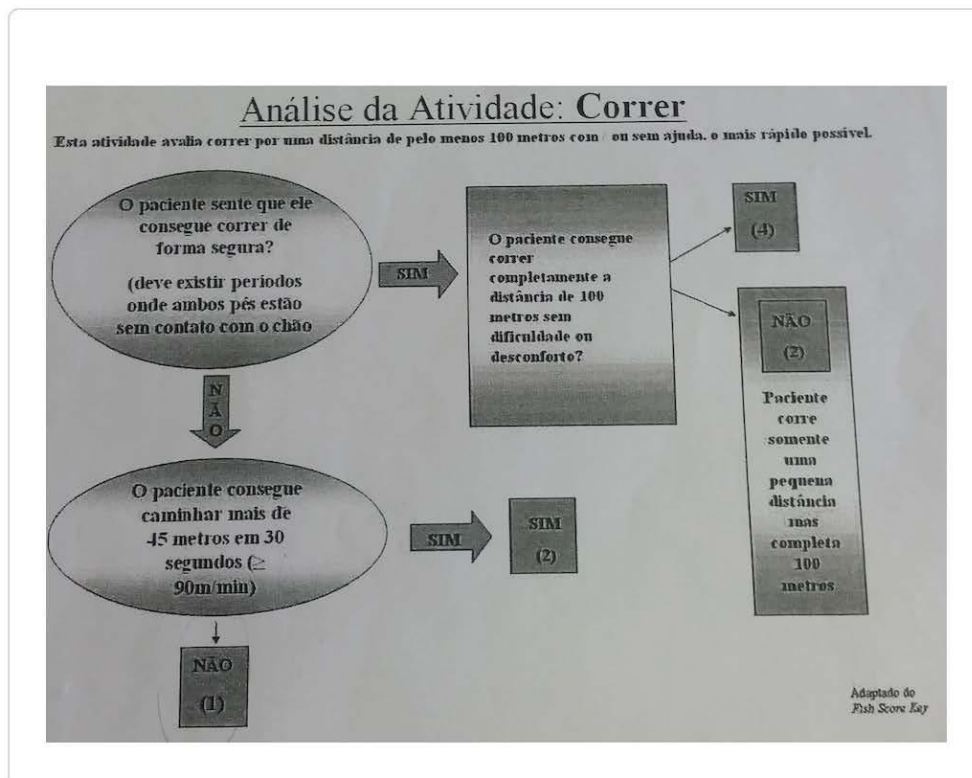 Análise da Atividade: Correr
Esta atividade avalia correr por uma distância de pelo menos 100 metros com / ou sem ajuda. o mais rápido possível.
O paciente sente que ele
consegue correr de
forma segura?
(deve existir periodos
onde ambos pés estão
sem contato com o chão
SIM
O paciente consegue
correr
completamente a
distância de 100
metros sem
dificuldade ou
desconforto?
SIM
(4)
NÃO
(2)
Paciente
corre
somente
uma
pequena
distância
mas
completa
100
metros
N
Ã
O
O paciente consegue
caminhar mais de
45 metros em 30
segundos (≥
90m/min)
SIM
SIM
(2)
NÃO
(1)
Adaptado do
Fish Score Key